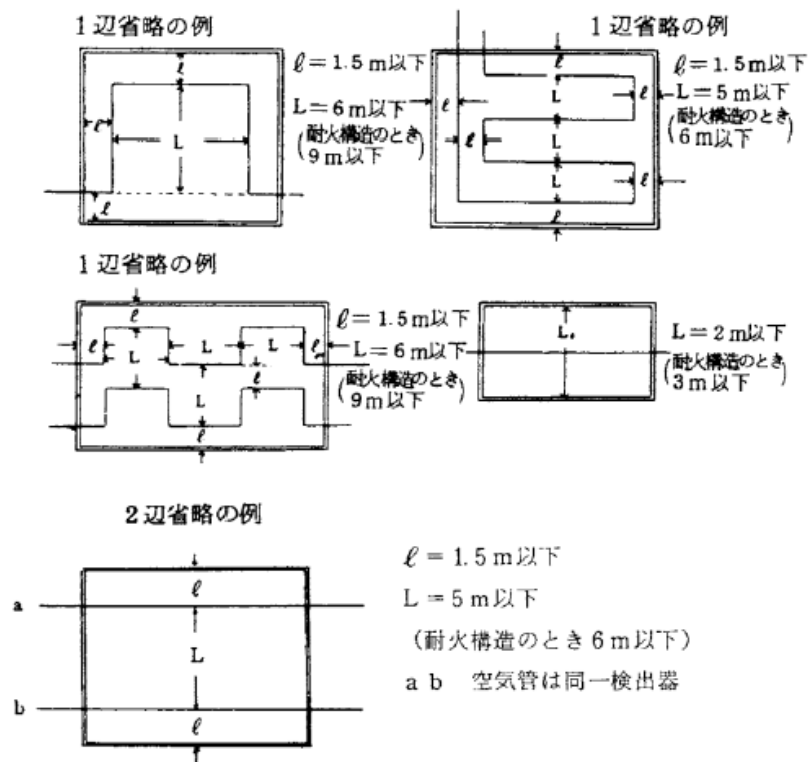 1辺省略の例
ℓ
ℓ
L
ℓ
ℓ=1.5m以下
L=6m以下
(耐火構造のとき
9m以下)
1辺省略の例
ℓ
ℓ
L
ℓ
ℓ
L
L
ℓ
ℓ
ℓ=1.5m以下
L=5m以下
(耐火構造のとき
6m以下)
1辺省略の例
ℓ
ℓ
L
L
L
ℓ
ℓ
L
ℓ
ℓ=1.5m以下
L=6m以下
(耐火構造のとき
9m以下)
L
L=2m以下
(耐火構造のとき
3m以下)
2辺省略の例
a
ℓ
L
b
ℓ
ℓ=1.5m以下
L=5m以下
(耐火構造のとき6m以下)
a b 空気管は同一検出器